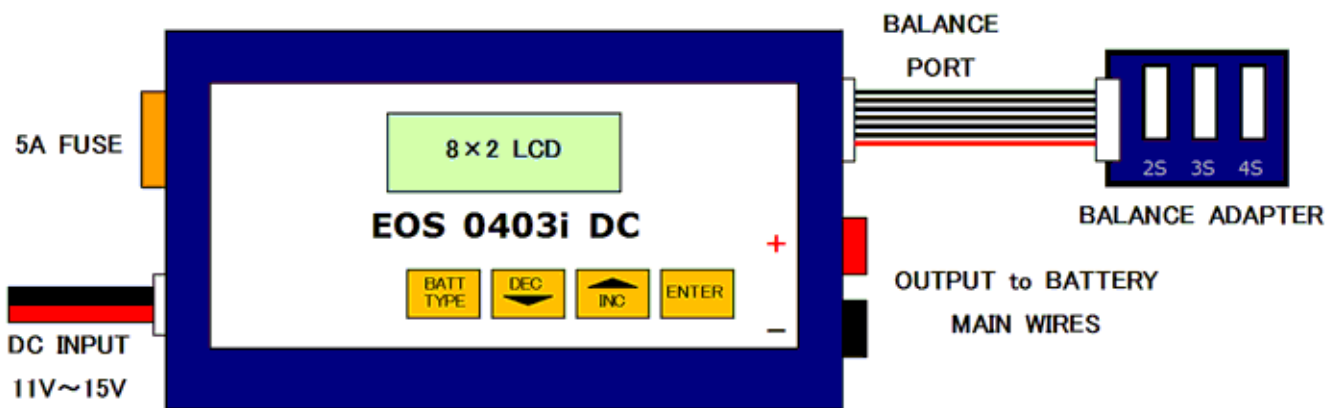 BALANCE
PORT
5A FUSE
8×2 LCD
2S 3S 4S
EOS 0403i DC
BALANCE ADAPTER
+
BATT
TYPE
DEC
INC
ENTER
OUTPUT to BATTERY
MAIN WIRES
−
DC INPUT
11V～15V